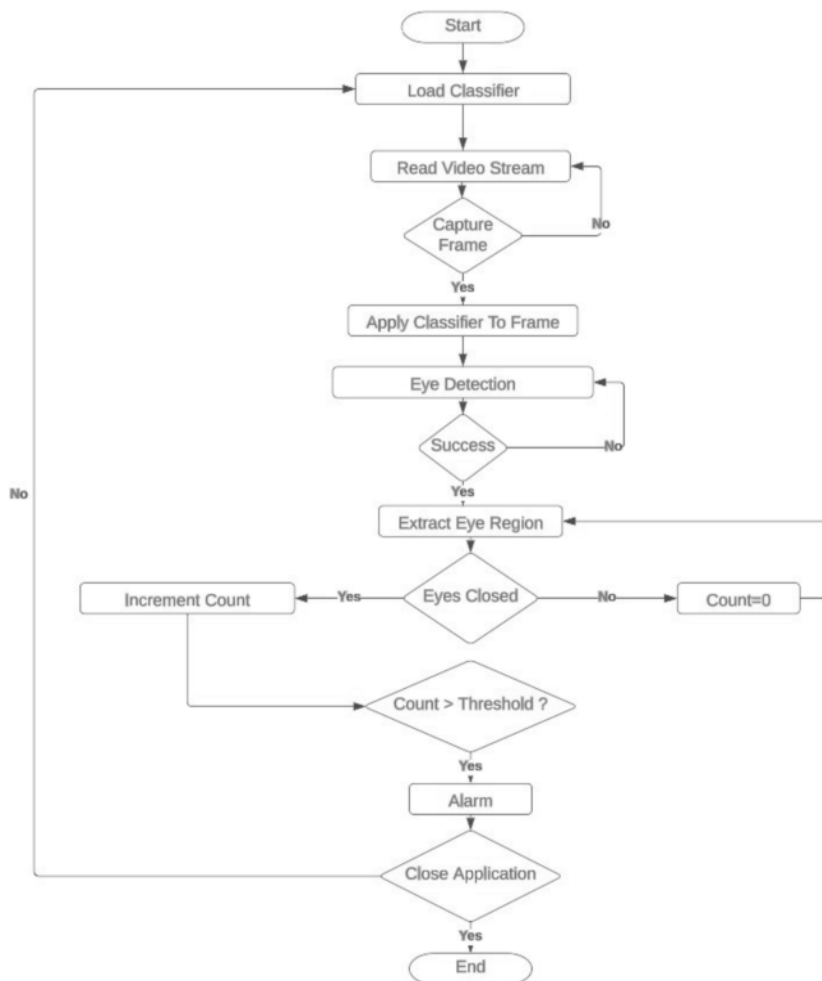 Start
Load Classifier
Read Video Stream
Capture
Frame
No
Yes
Apply Classifier To Frame
Eye Detection
Success
No
No
Yes
Extract Eye Region
Increment Count
Yes
Eyes Closed
No
Count=0
Count > Threshold ?
Yes
Alarm
Close Application
Yes
End